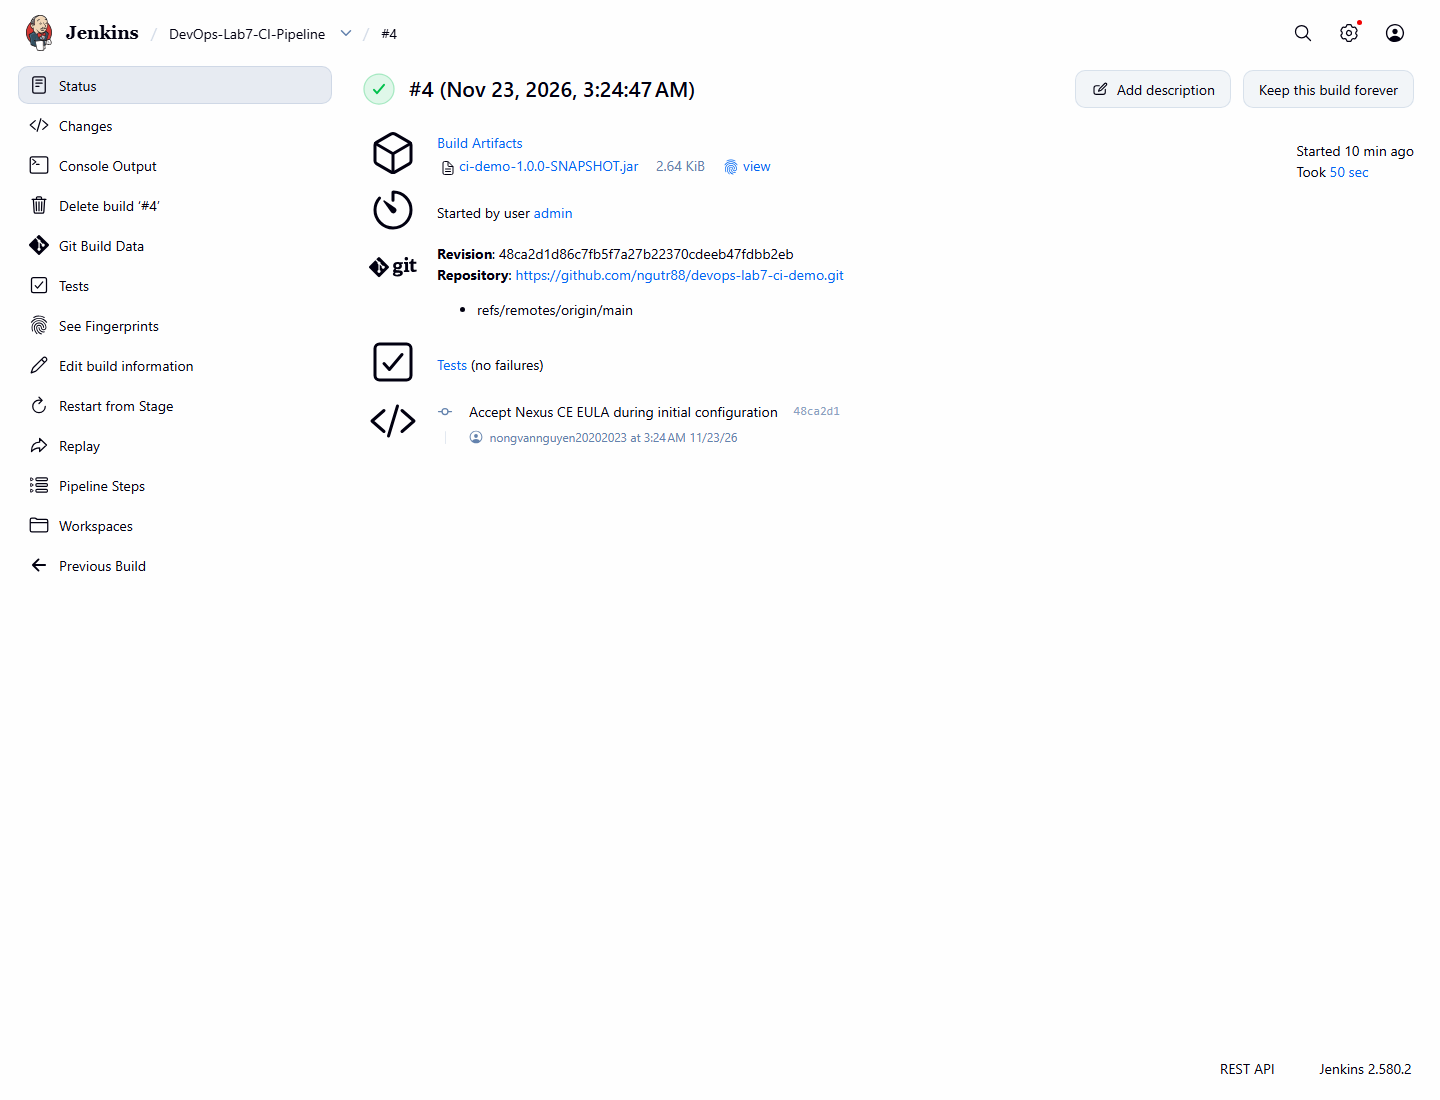 Jenkins / DevOps-Lab7-CI-Pipeline / #4
Status
Changes
Console Output
Delete build ‘#4’
Git Build Data
Tests
See Fingerprints
Edit build information
Restart from Stage
Replay
Pipeline Steps
Workspaces
Previous Build
#4 (Nov 23, 2026, 3:24:47 AM)
Add description
Keep this build forever
Started 10 min ago
Took 50 sec
Build Artifacts
ci-demo-1.0.0-SNAPSHOT.jar 2.64 KiB view
Started by user admin
git
Revision: 48ca2d1d86c7fb5f7a27b22370cdeeb47fdbb2eb
Repository: https://github.com/ngutr88/devops-lab7-ci-demo.git
• refs/remotes/origin/main
Tests (no failures)
Accept Nexus CE EULA during initial configuration 48ca2d1
nongvannguyen20202023 at 3:24 AM 11/23/26
REST API
Jenkins 2.580.2